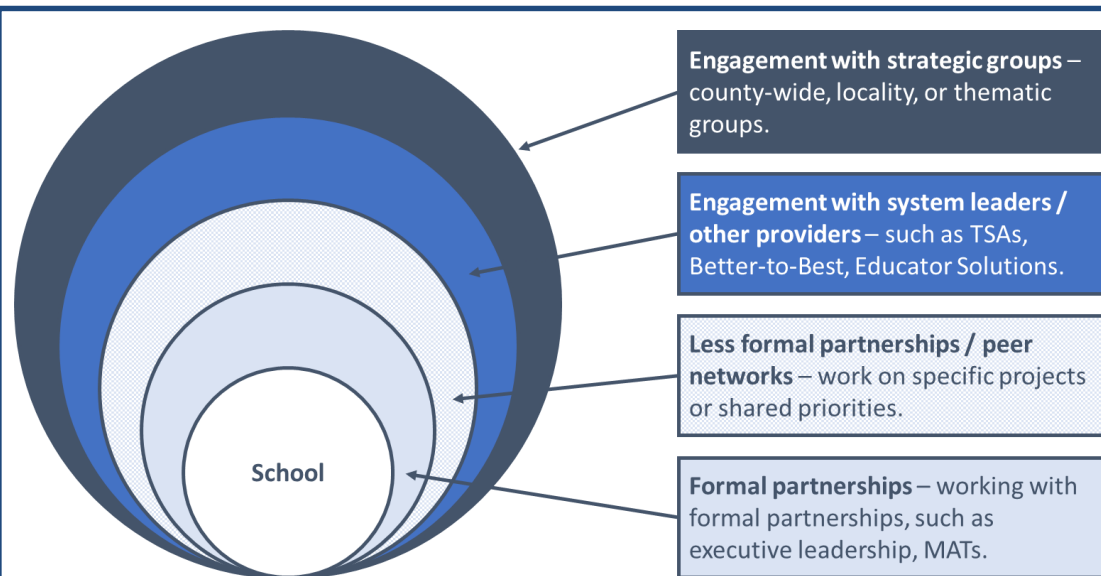 Engagement with strategic groups –
county-wide, locality, or thematic
groups.
Engagement with system leaders /
other providers – such as TSAs,
Better-to-Best, Educator Solutions.
Less formal partnerships / peer
networks – work on specific projects
or shared priorities.
School
Formal partnerships – working with
formal partnerships, such as
executive leadership, MATs.